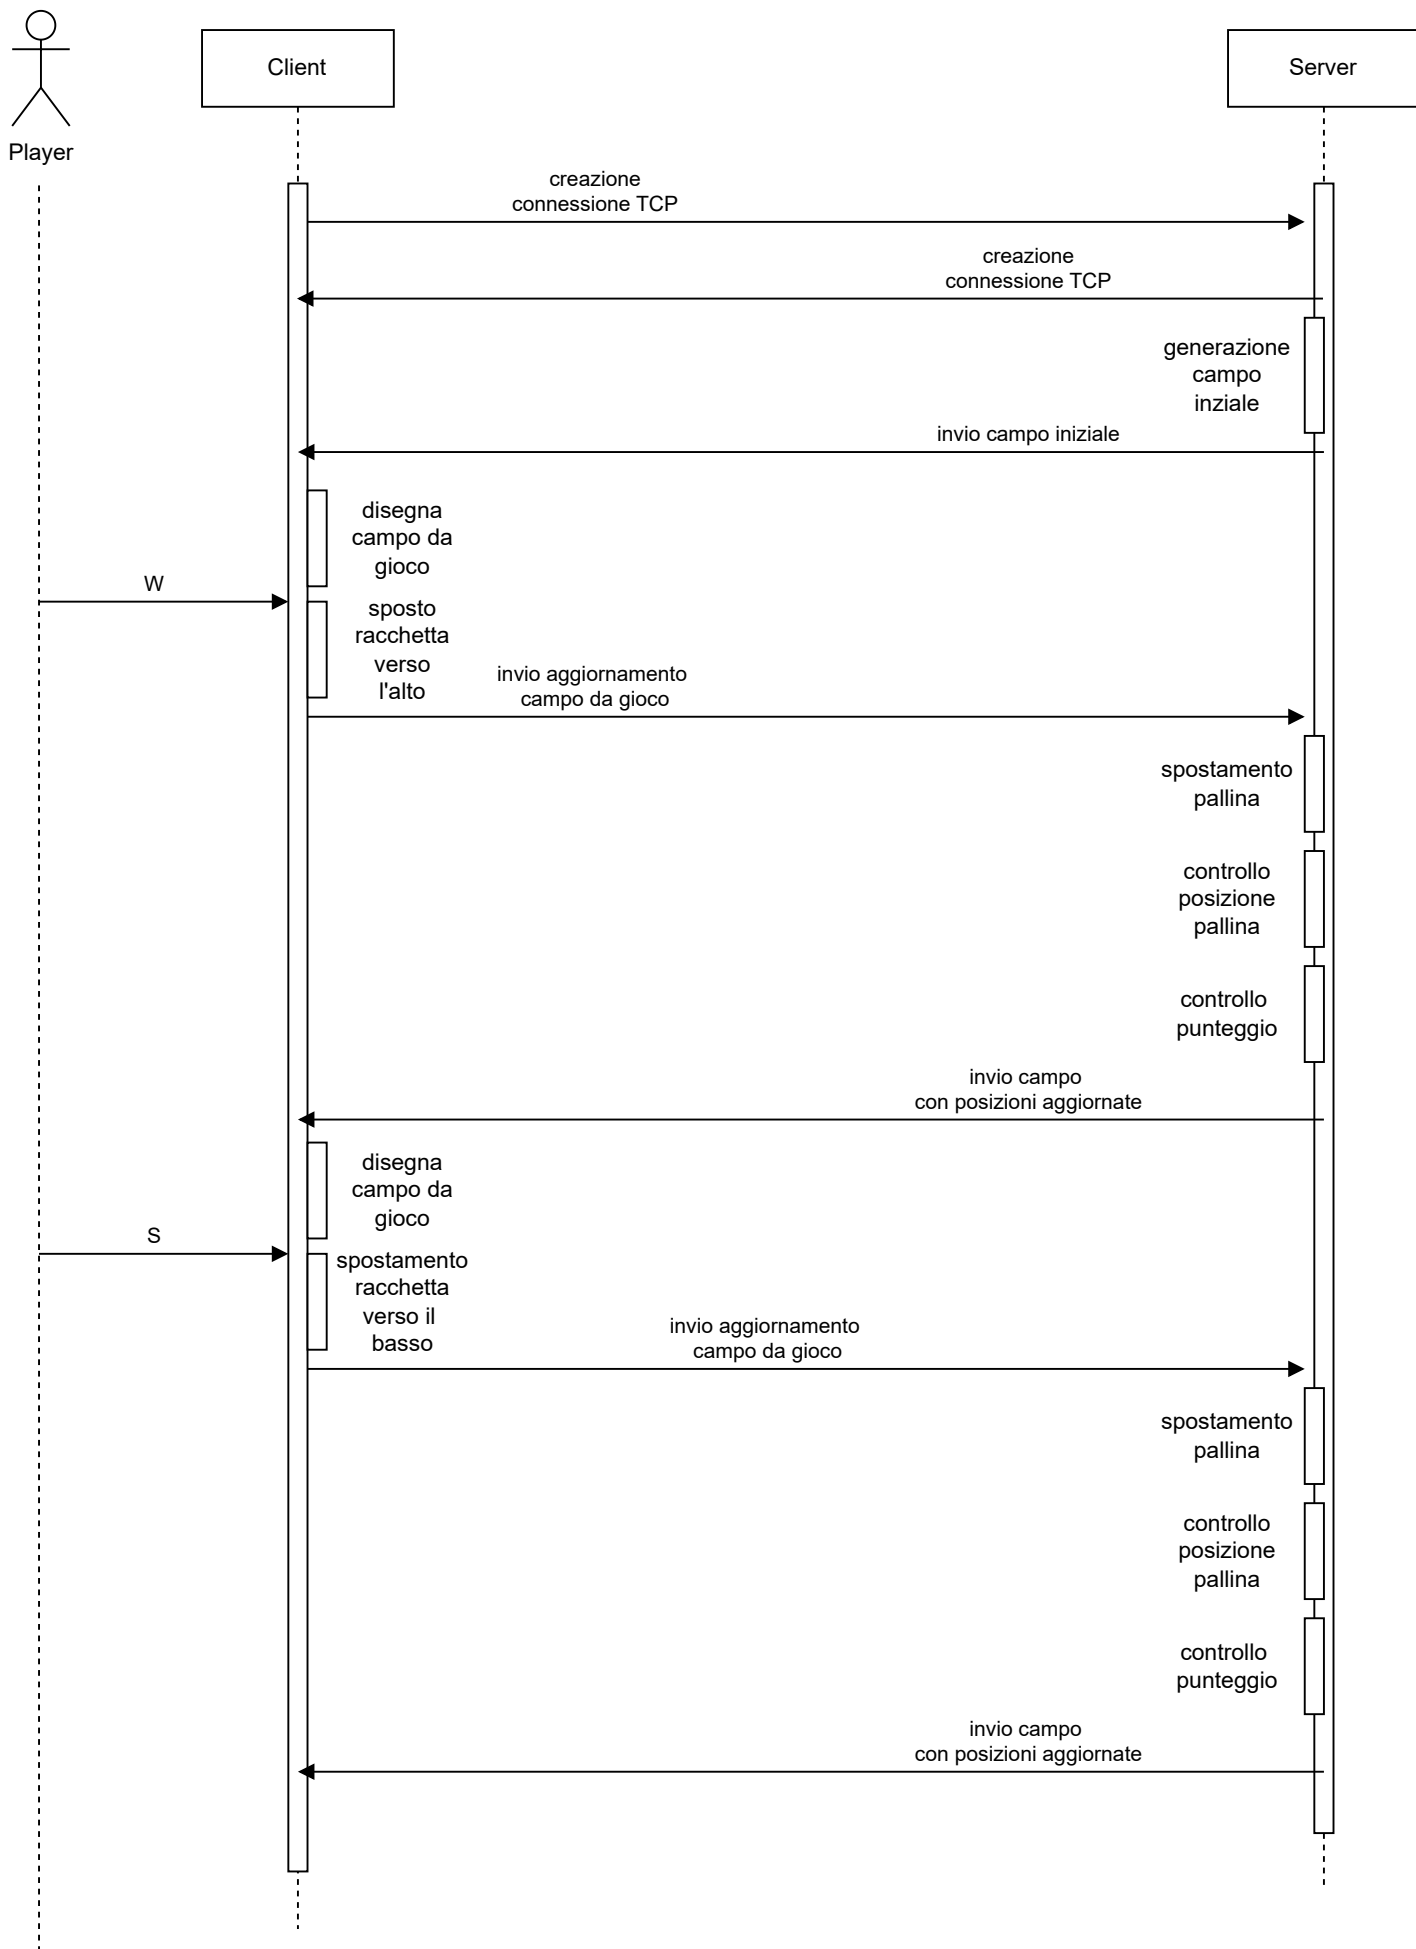 Client
Server
Player
creazione
connessione TCP
creazione
connessione TCP
generazione
campo
inziale
invio campo iniziale
disegna
campo da
gioco
W
sposto
racchetta
verso
l'alto
invio aggiornamento
campo da gioco
spostamento
pallina
controllo
posizione
pallina
controllo
punteggio
invio campo
con posizioni aggiornate
disegna
campo da
gioco
S
spostamento
racchetta
verso il
basso
invio aggiornamento
campo da gioco
spostamento
pallina
controllo
posizione
pallina
controllo
punteggio
invio campo
con posizioni aggiornate